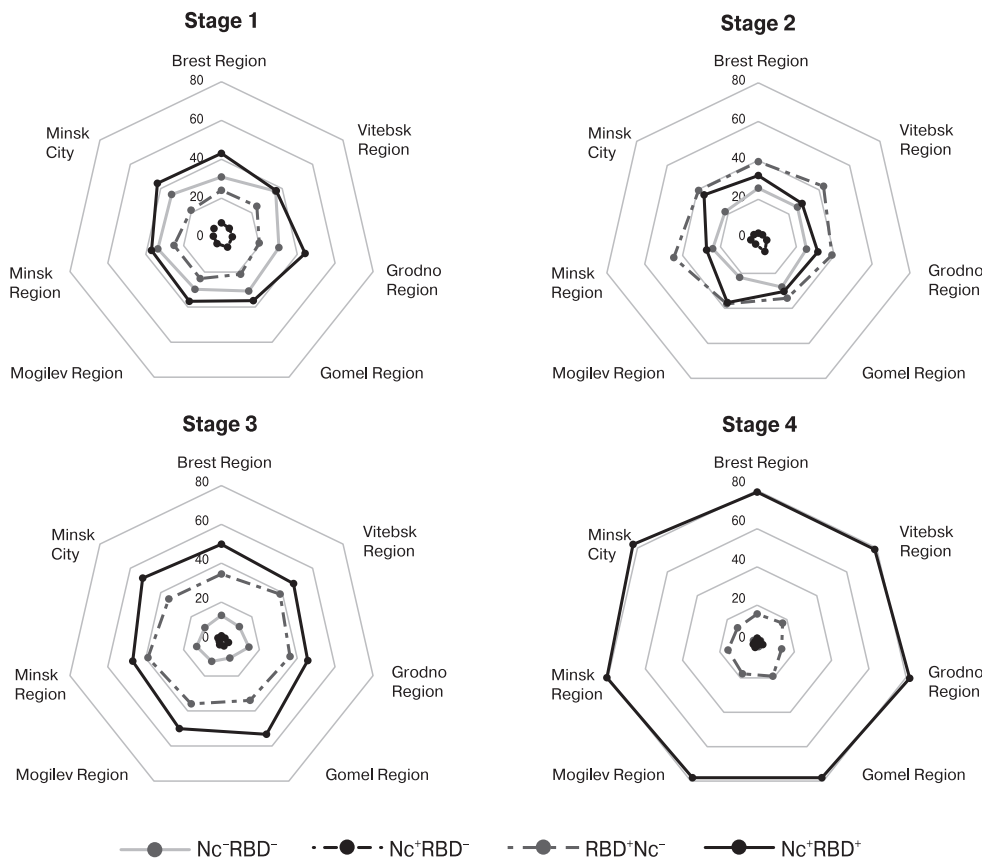 Stage 1
Brest Region
80
60
40
20
0
Vitebsk
Region
Grodno
Region
Gomel Region
Mogilev Region
Minsk
Region
Minsk
City
Stage 2
Brest Region
80
60
40
20
0
Vitebsk
Region
Grodno
Region
Gomel Region
Mogilev Region
Minsk
Region
Minsk
City
Stage 3
Brest Region
80
60
40
20
0
Vitebsk
Region
Grodno
Region
Gomel Region
Mogilev Region
Minsk
Region
Minsk
City
Stage 4
Brest Region
80
60
40
20
0
Vitebsk
Region
Grodno
Region
Gomel Region
Mogilev Region
Minsk
Region
Minsk
City
Nc⁻RBD⁻ Nc⁺RBD⁻ RBD⁺Nc⁻ Nc⁺RBD⁺